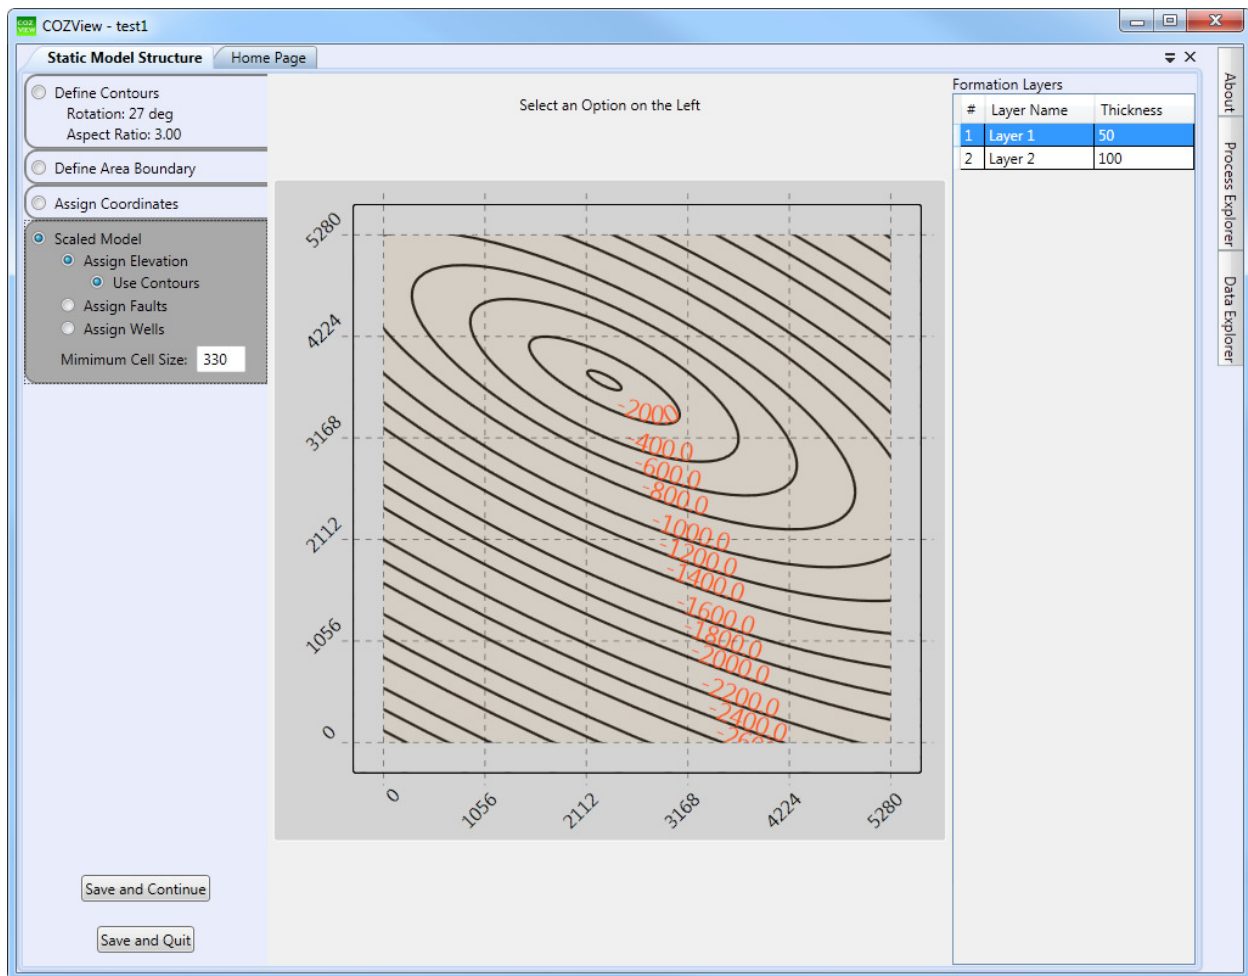 COZ
VIEW
COZView - test1
Static Model Structure
Home Page
Define Contours
Rotation: 27 deg
Aspect Ratio: 3.00
Define Area Boundary
Assign Coordinates
Scaled Model
Assign Elevation
Use Contours
Assign Faults
Assign Wells
Minimum Cell Size: 330
Save and Continue
Save and Quit
Select an Option on the Left
5280
4224
3168
2112
1056
0
-400.0
-600.0
-800.0
-1000.0
-1200.0
-1400.0
-1600.0
-1800.0
-2000.0
-2200.0
-2400.0
0
1056
2112
3168
4224
5280
Formation Layers
# Layer Name Thickness
1 Layer 1 50
2 Layer 2 100
About
Process Explorer
Data Explorer